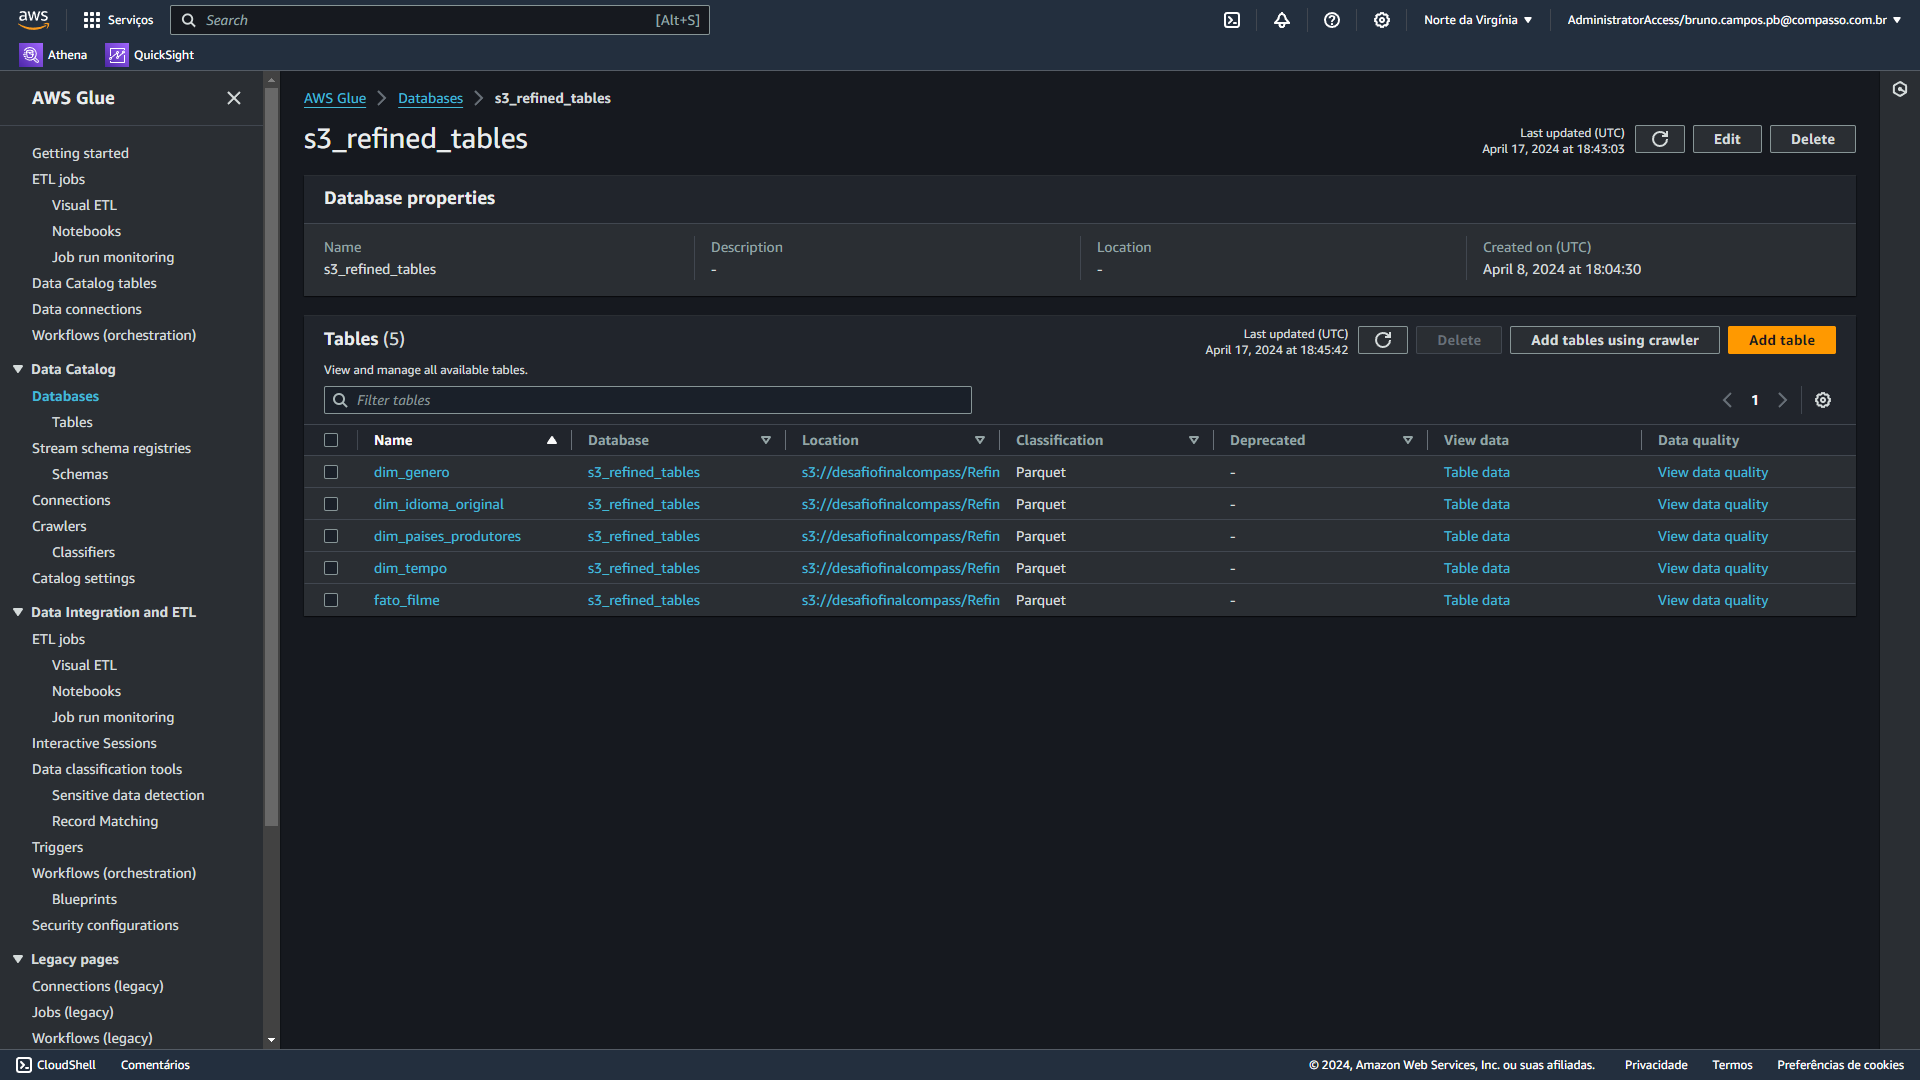 aws
Serviços
Search
[Alt+S]
Norte da Virgínia
AdministratorAccess/bruno.campos.pb@compasso.com.br
Athena
QuickSight
AWS Glue
Getting started
ETL jobs
Visual ETL
Notebooks
Job run monitoring
Data Catalog tables
Data connections
Workflows (orchestration)
Data Catalog
Databases
Tables
Stream schema registries
Schemas
Connections
Crawlers
Classifiers
Catalog settings
Data Integration and ETL
ETL jobs
Visual ETL
Notebooks
Job run monitoring
Interactive Sessions
Data classification tools
Sensitive data detection
Record Matching
Triggers
Workflows (orchestration)
Blueprints
Security configurations
Legacy pages
Connections (legacy)
Jobs (legacy)
Workflows (legacy)
AWS Glue Databases s3_refined_tables
s3_refined_tables
Last updated (UTC)
April 17, 2024 at 18:43:03
Edit
Delete
Database properties
Name Description Location Created on (UTC)
s3_refined_tables - - April 8, 2024 at 18:04:30
Tables (5)
Last updated (UTC)
April 17, 2024 at 18:45:42
Delete
Add tables using crawler
Add table
View and manage all available tables.
Filter tables
1
Name Database Location Classification Deprecated View data Data quality
dim_genero s3_refined_tables s3://desafiofinalcompass/Refin Parquet - Table data View data quality
dim_idioma_original s3_refined_tables s3://desafiofinalcompass/Refin Parquet - Table data View data quality
dim_paises_produtores s3_refined_tables s3://desafiofinalcompass/Refin Parquet - Table data View data quality
dim_tempo s3_refined_tables s3://desafiofinalcompass/Refin Parquet - Table data View data quality
fato_filme s3_refined_tables s3://desafiofinalcompass/Refin Parquet - Table data View data quality
CloudShell
Comentários
© 2024, Amazon Web Services, Inc. ou suas afiliadas.
Privacidade
Termos
Preferências de cookies